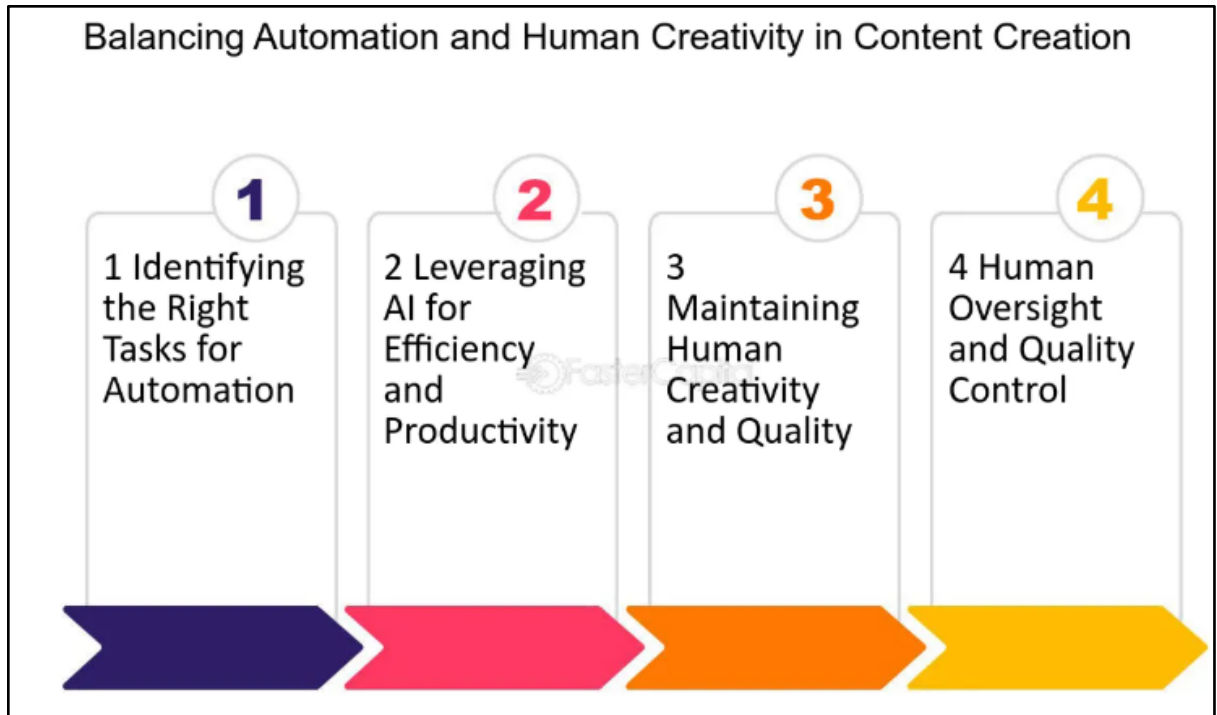 Balancing Automation and Human Creativity in Content Creation
1
1 Identifying
the Right
Tasks for
Automation
2
2 Leveraging
AI for
Efficiency
and
Productivity
3
3
Maintaining
Human
Creativity
and Quality
4
4 Human
Oversight
and Quality
Control
FasterCapital